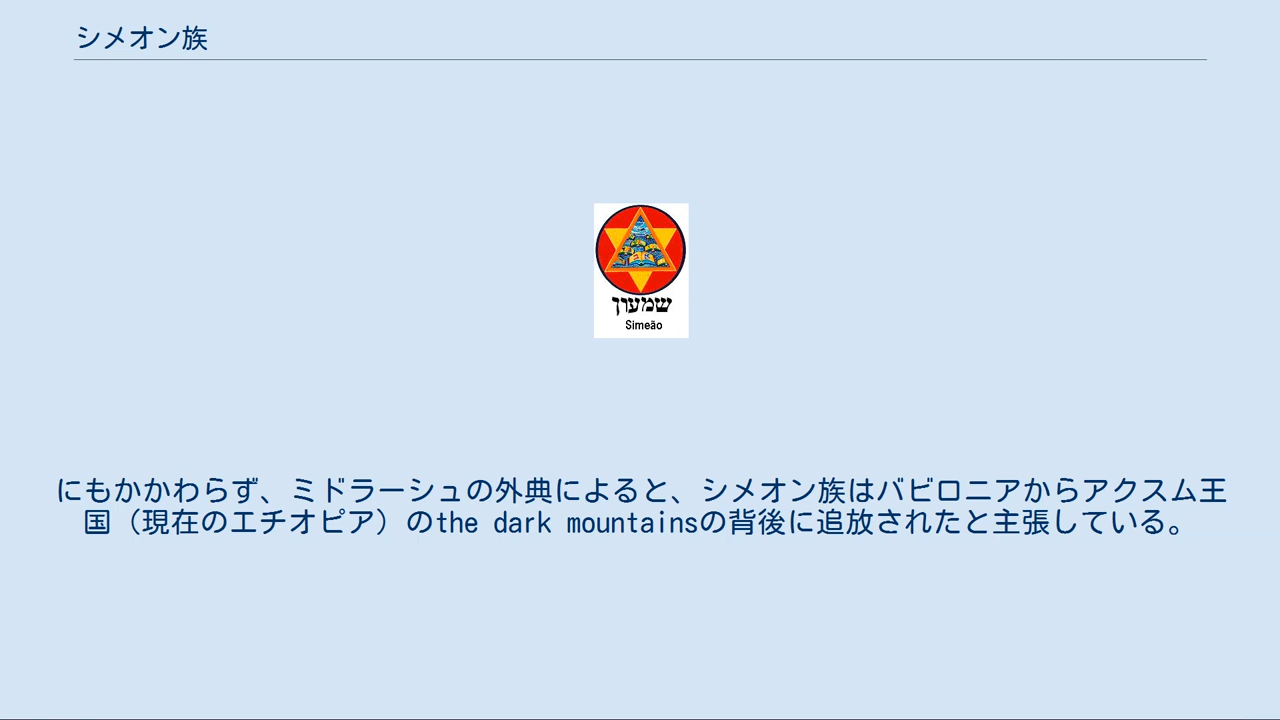 シメオン族
שמעון
Simeão
にもかかわらず、ミドラーシュの外典によると、シメオン族はバビロニアからアクスム王
国（現在のエチオピア）のthe dark mountainsの背後に追放されたと主張している。